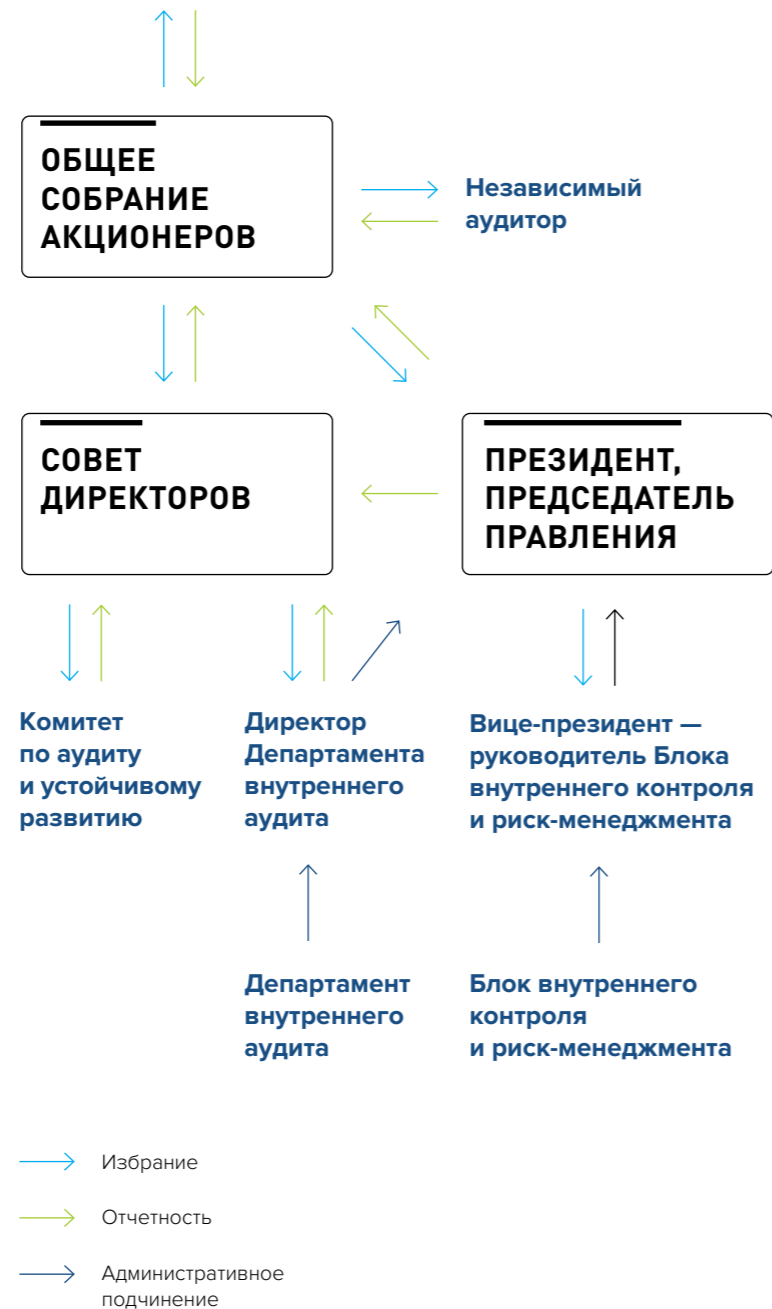 ОБЩЕЕ
СОБРАНИЕ
АКЦИОНЕРОВ
Независимый
аудитор
СОВЕТ
ДИРЕКТОРОВ
ПРЕЗИДЕНТ,
ПРЕДСЕДАТЕЛЬ
ПРАВЛЕНИЯ
Комитет
по аудиту
и устойчивому
развитию
Директор
Департамента
внутреннего
аудита
Вице-президент —
руководитель Блока
внутреннего контроля
и риск-менеджмента
Департамент
внутреннего
аудита
Блок внутреннего
контроля
и риск-менеджмента
Избрание
Отчетность
Административное
подчинение